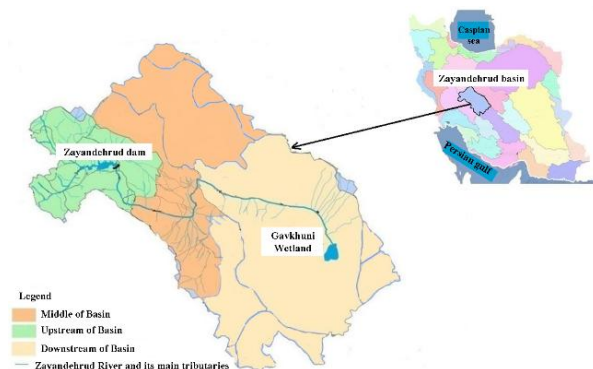 Caspian
sea
Zayandehrud basin
Persian gulf
Zayandehrud dam
Gavkhuni
Wetland
Legend
Middle of Basin
Upstream of Basin
Downstream of Basin
Zayandehrud River and its main tributaries